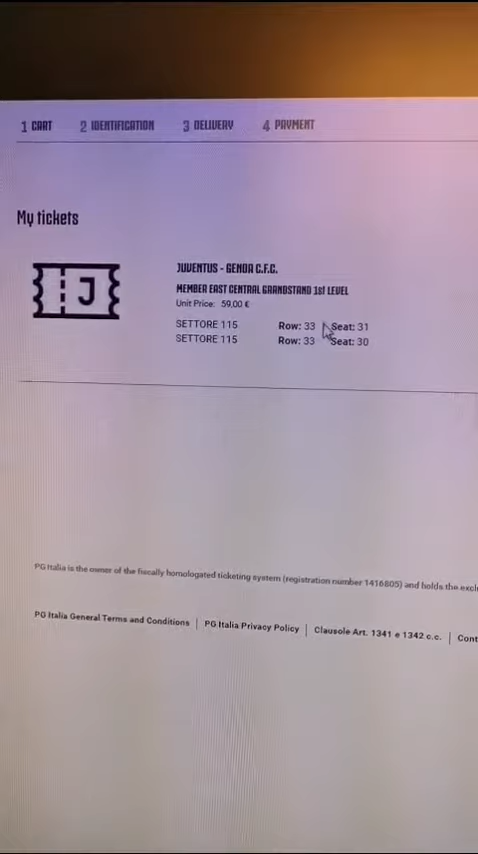 1 CART 2 IDENTIFICATION 3 DELIVERY 4 PAYMENT
My tickets
J
JUVENTUS - GENOA C.F.C.
MEMBER EAST CENTRAL GRANDSTAND 1st LEVEL
Unit Price: 59,00 €
SETTORE 115 Row: 33 Seat: 31
SETTORE 115 Row: 33 Seat: 30
PG Italia is the owner of the fiscally homologated ticketing system (registration number 1416805) and holds the excl
PG Italia General Terms and Conditions | PG Italia Privacy Policy | Clausole Art. 1341 e 1342 c.c. | Cont